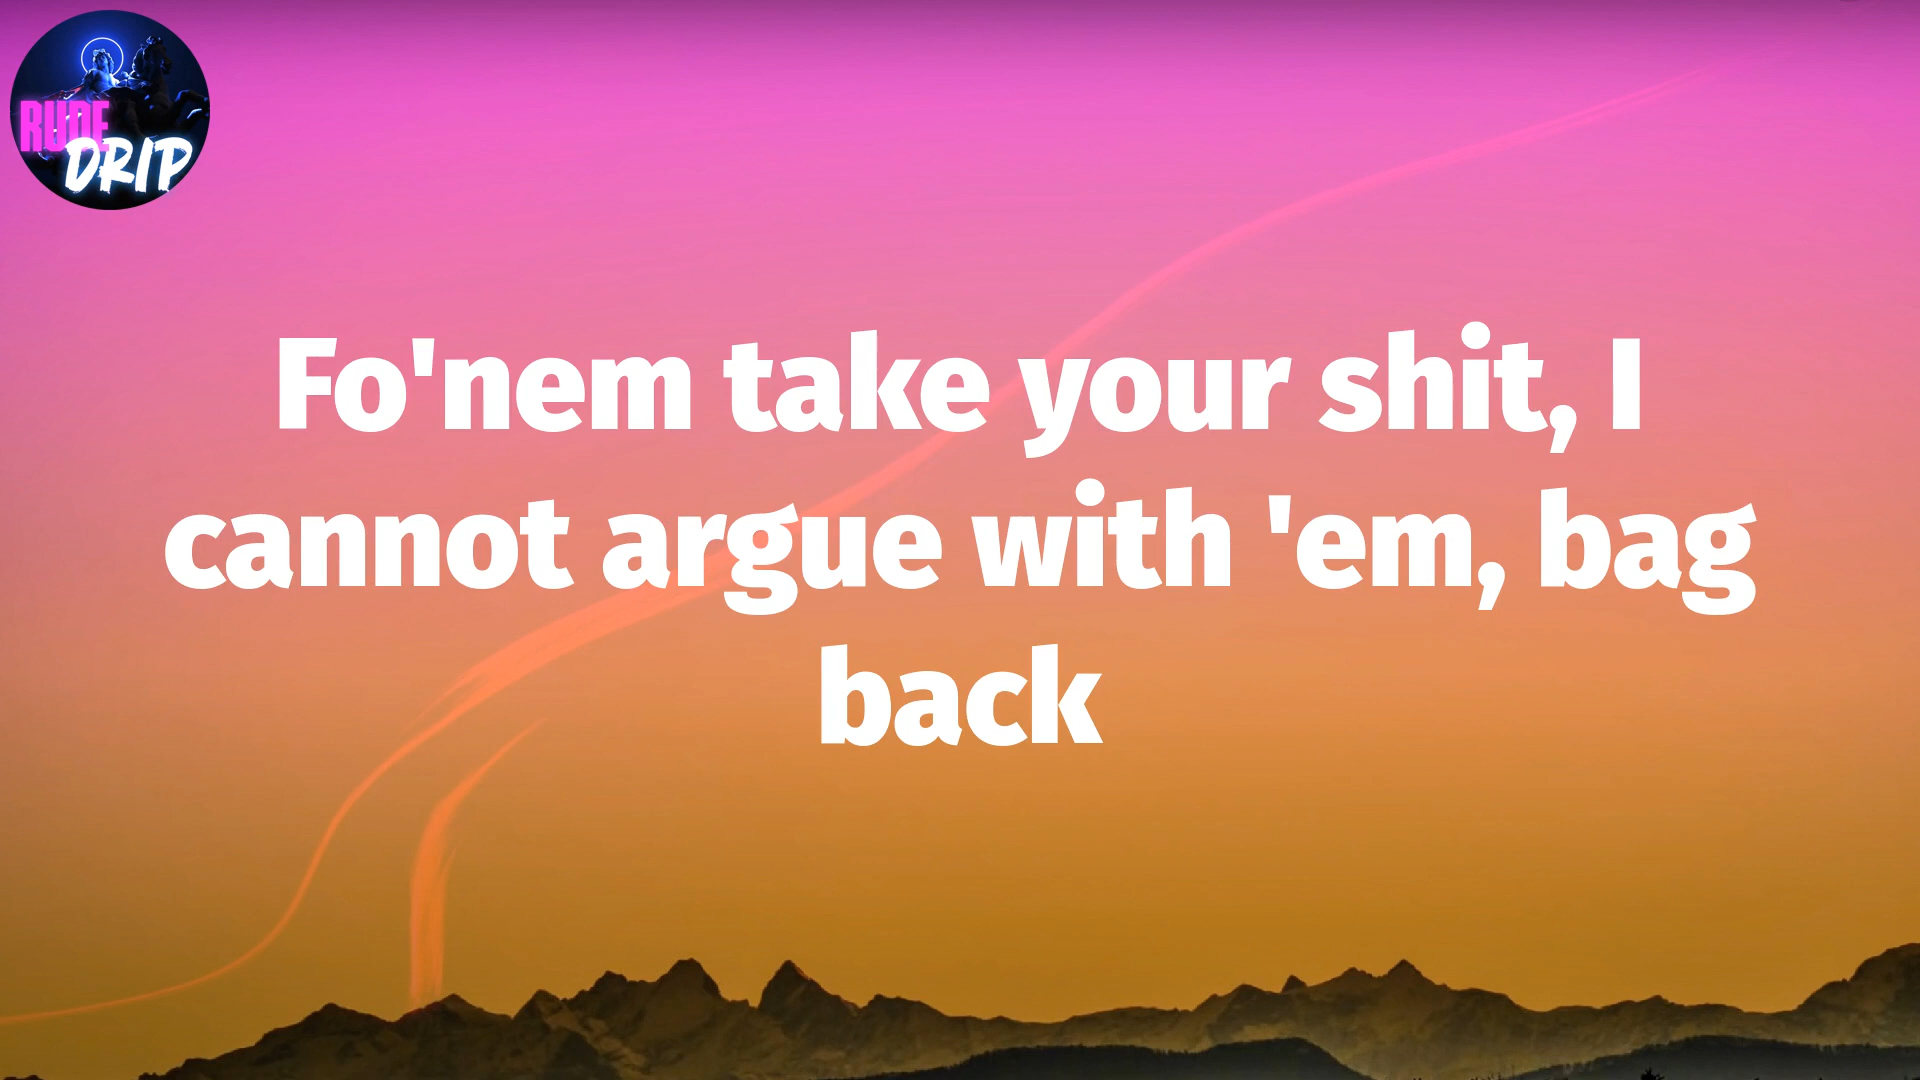 RUDE
DRIP
Fo'nem take your shit, I
cannot argue with 'em, bag
back